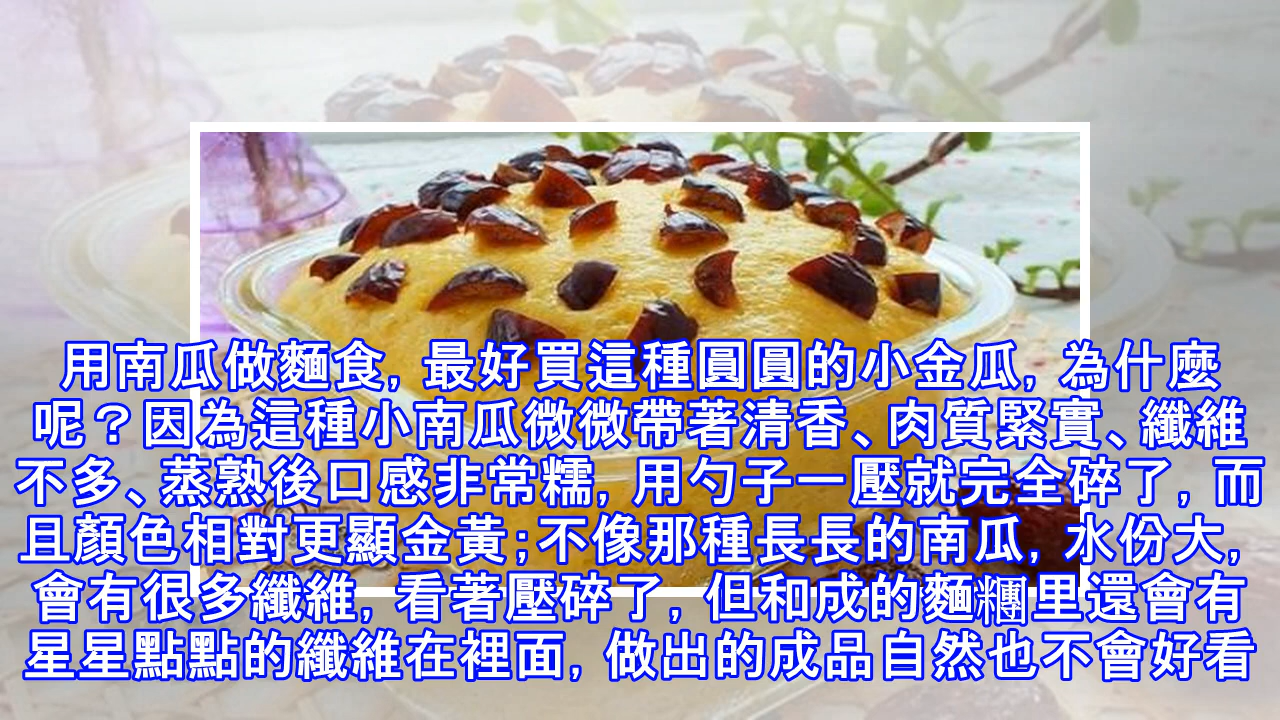 用南瓜做麵食, 最好買這種圓圓的小金瓜, 為什麼
呢？因為這種小南瓜微微帶著清香、肉質緊實、纖維
不多、蒸熟後口感非常糯, 用勺子一壓就完全碎了, 而
且顏色相對更顯金黃;不像那種長長的南瓜, 水份大,
會有很多纖維, 看著壓碎了, 但和成的麵糰里還會有
星星點點的纖維在裡面, 做出的成品自然也不會好看